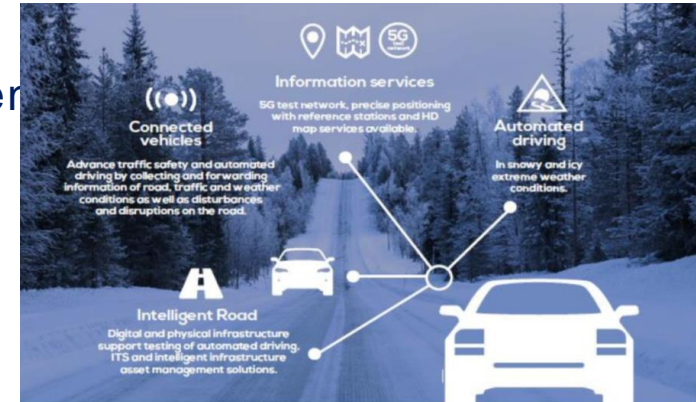 er
5G
test
network
Information services
5G test network, precise positioning
with reference stations and HD
map services available.
Connected
vehicles
Advance traffic safety and automated
driving by collecting and forwarding
information of road, traffic and weather
conditions as well as disturbances
and disruptions on the road.
Automated
driving
In snowy and icy
extreme weather
conditions.
Intelligent Road
Digital and physical infrastructure
support testing of automated driving.
ITS and intelligent infrastructure
asset management solutions.